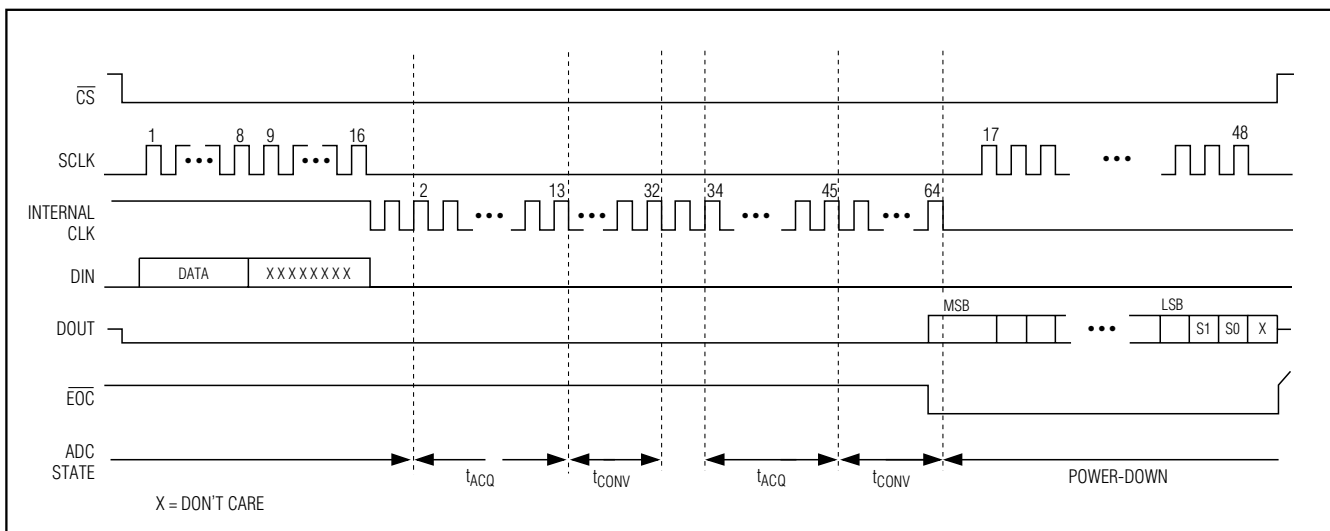 CS
1 8 9 16 17 48
SCLK
2 13 32 34 45 64
INTERNAL
CLK
DIN DATA XXXXXXXX
MSB LSB
DOUT S1 S0 X
EOC
ADC
STATE
tACQ tCONV tACQ tCONV POWER-DOWN
X = DON'T CARE